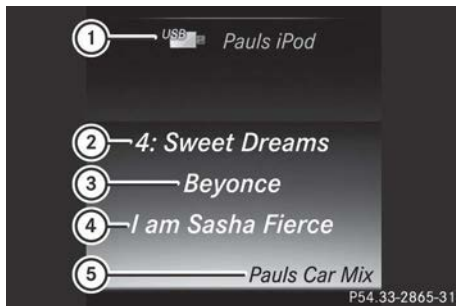 1 USB Pauls iPod
2 4: Sweet Dreams
3 Beyonce
4 I am Sasha Fierce
5 Pauls Car Mix
P54.33-2865-31